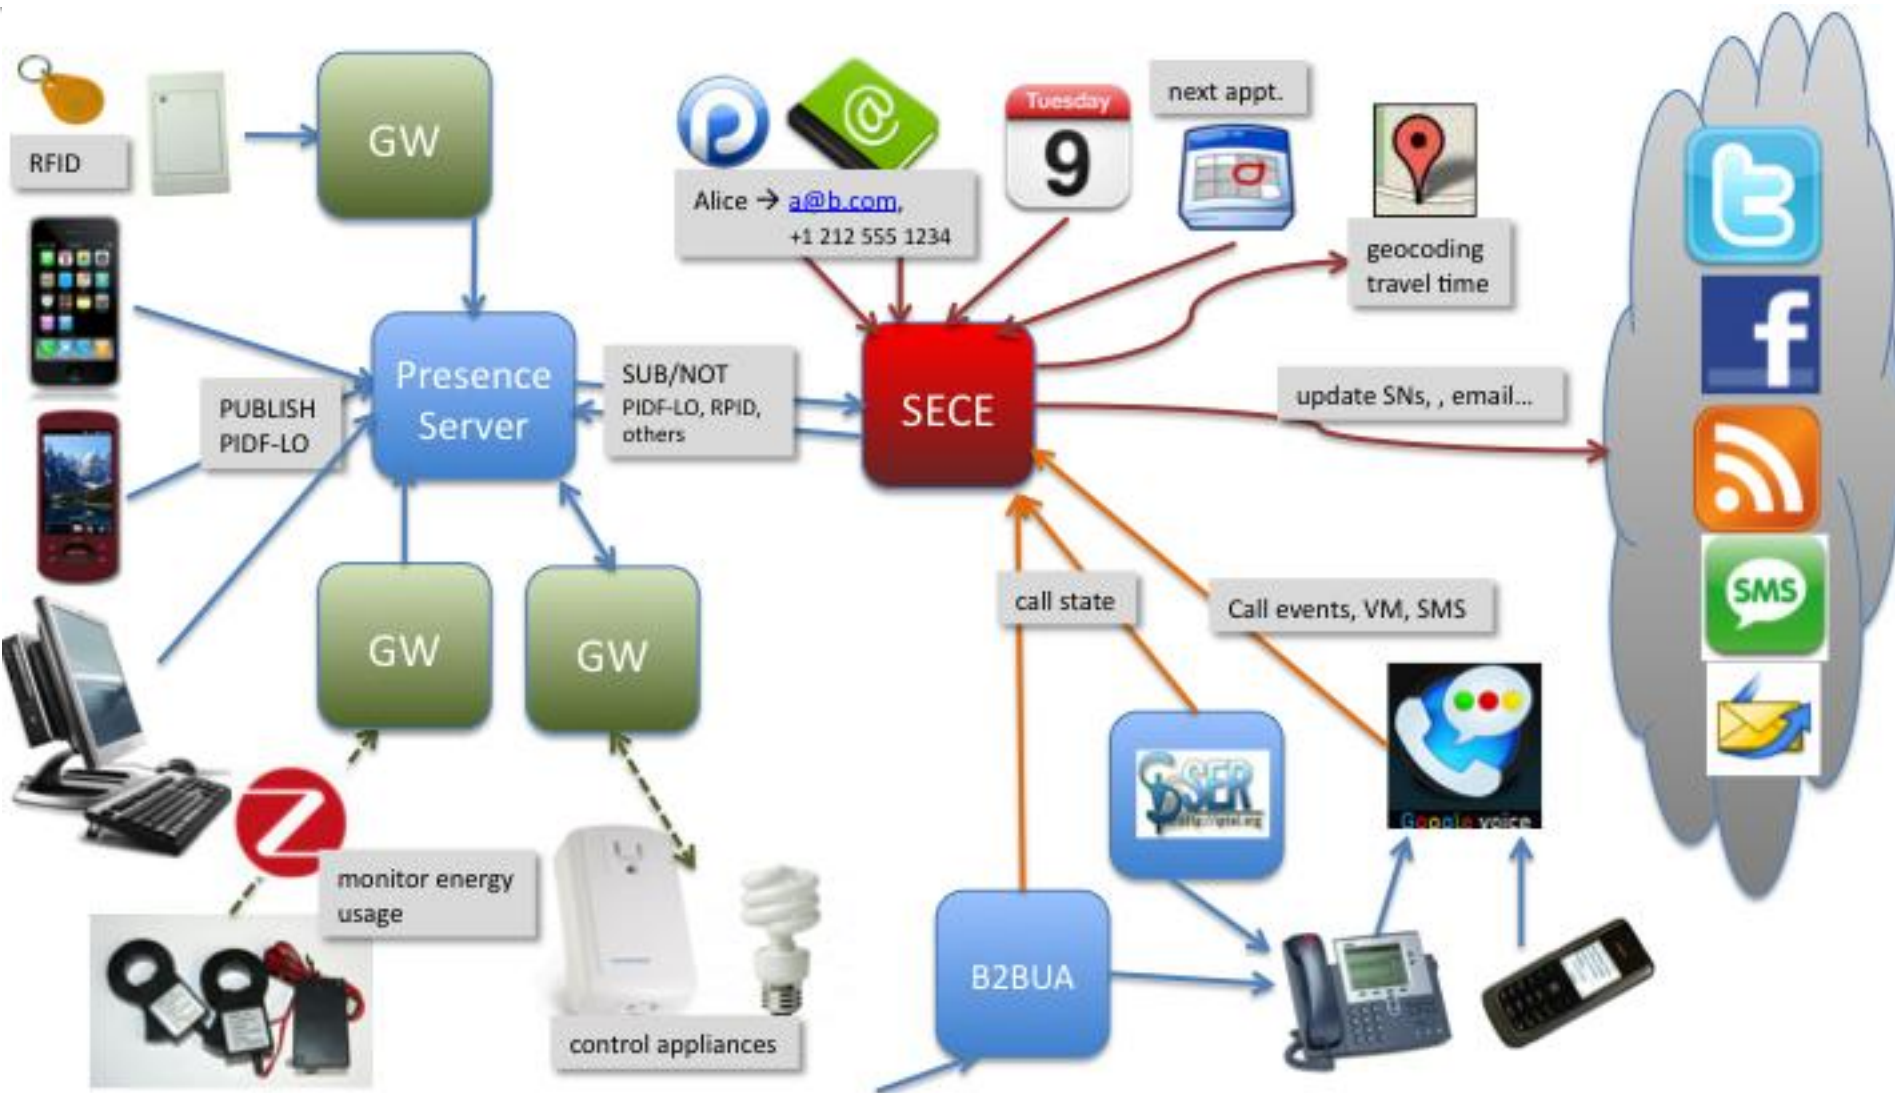 RFID
GW
Alice → a@b.com,
+1 212 555 1234
Tuesday
9
next appt.
geocoding
travel time
Presence
Server
PUBLISH
PIDF-LO
SUB/NOT
PIDF-LO, RPID,
others
SECE
update SNs, , email...
f
SMS
GW
GW
call state
Call events, VM, SMS
SER
Google voice
monitor energy
usage
control appliances
B2BUA